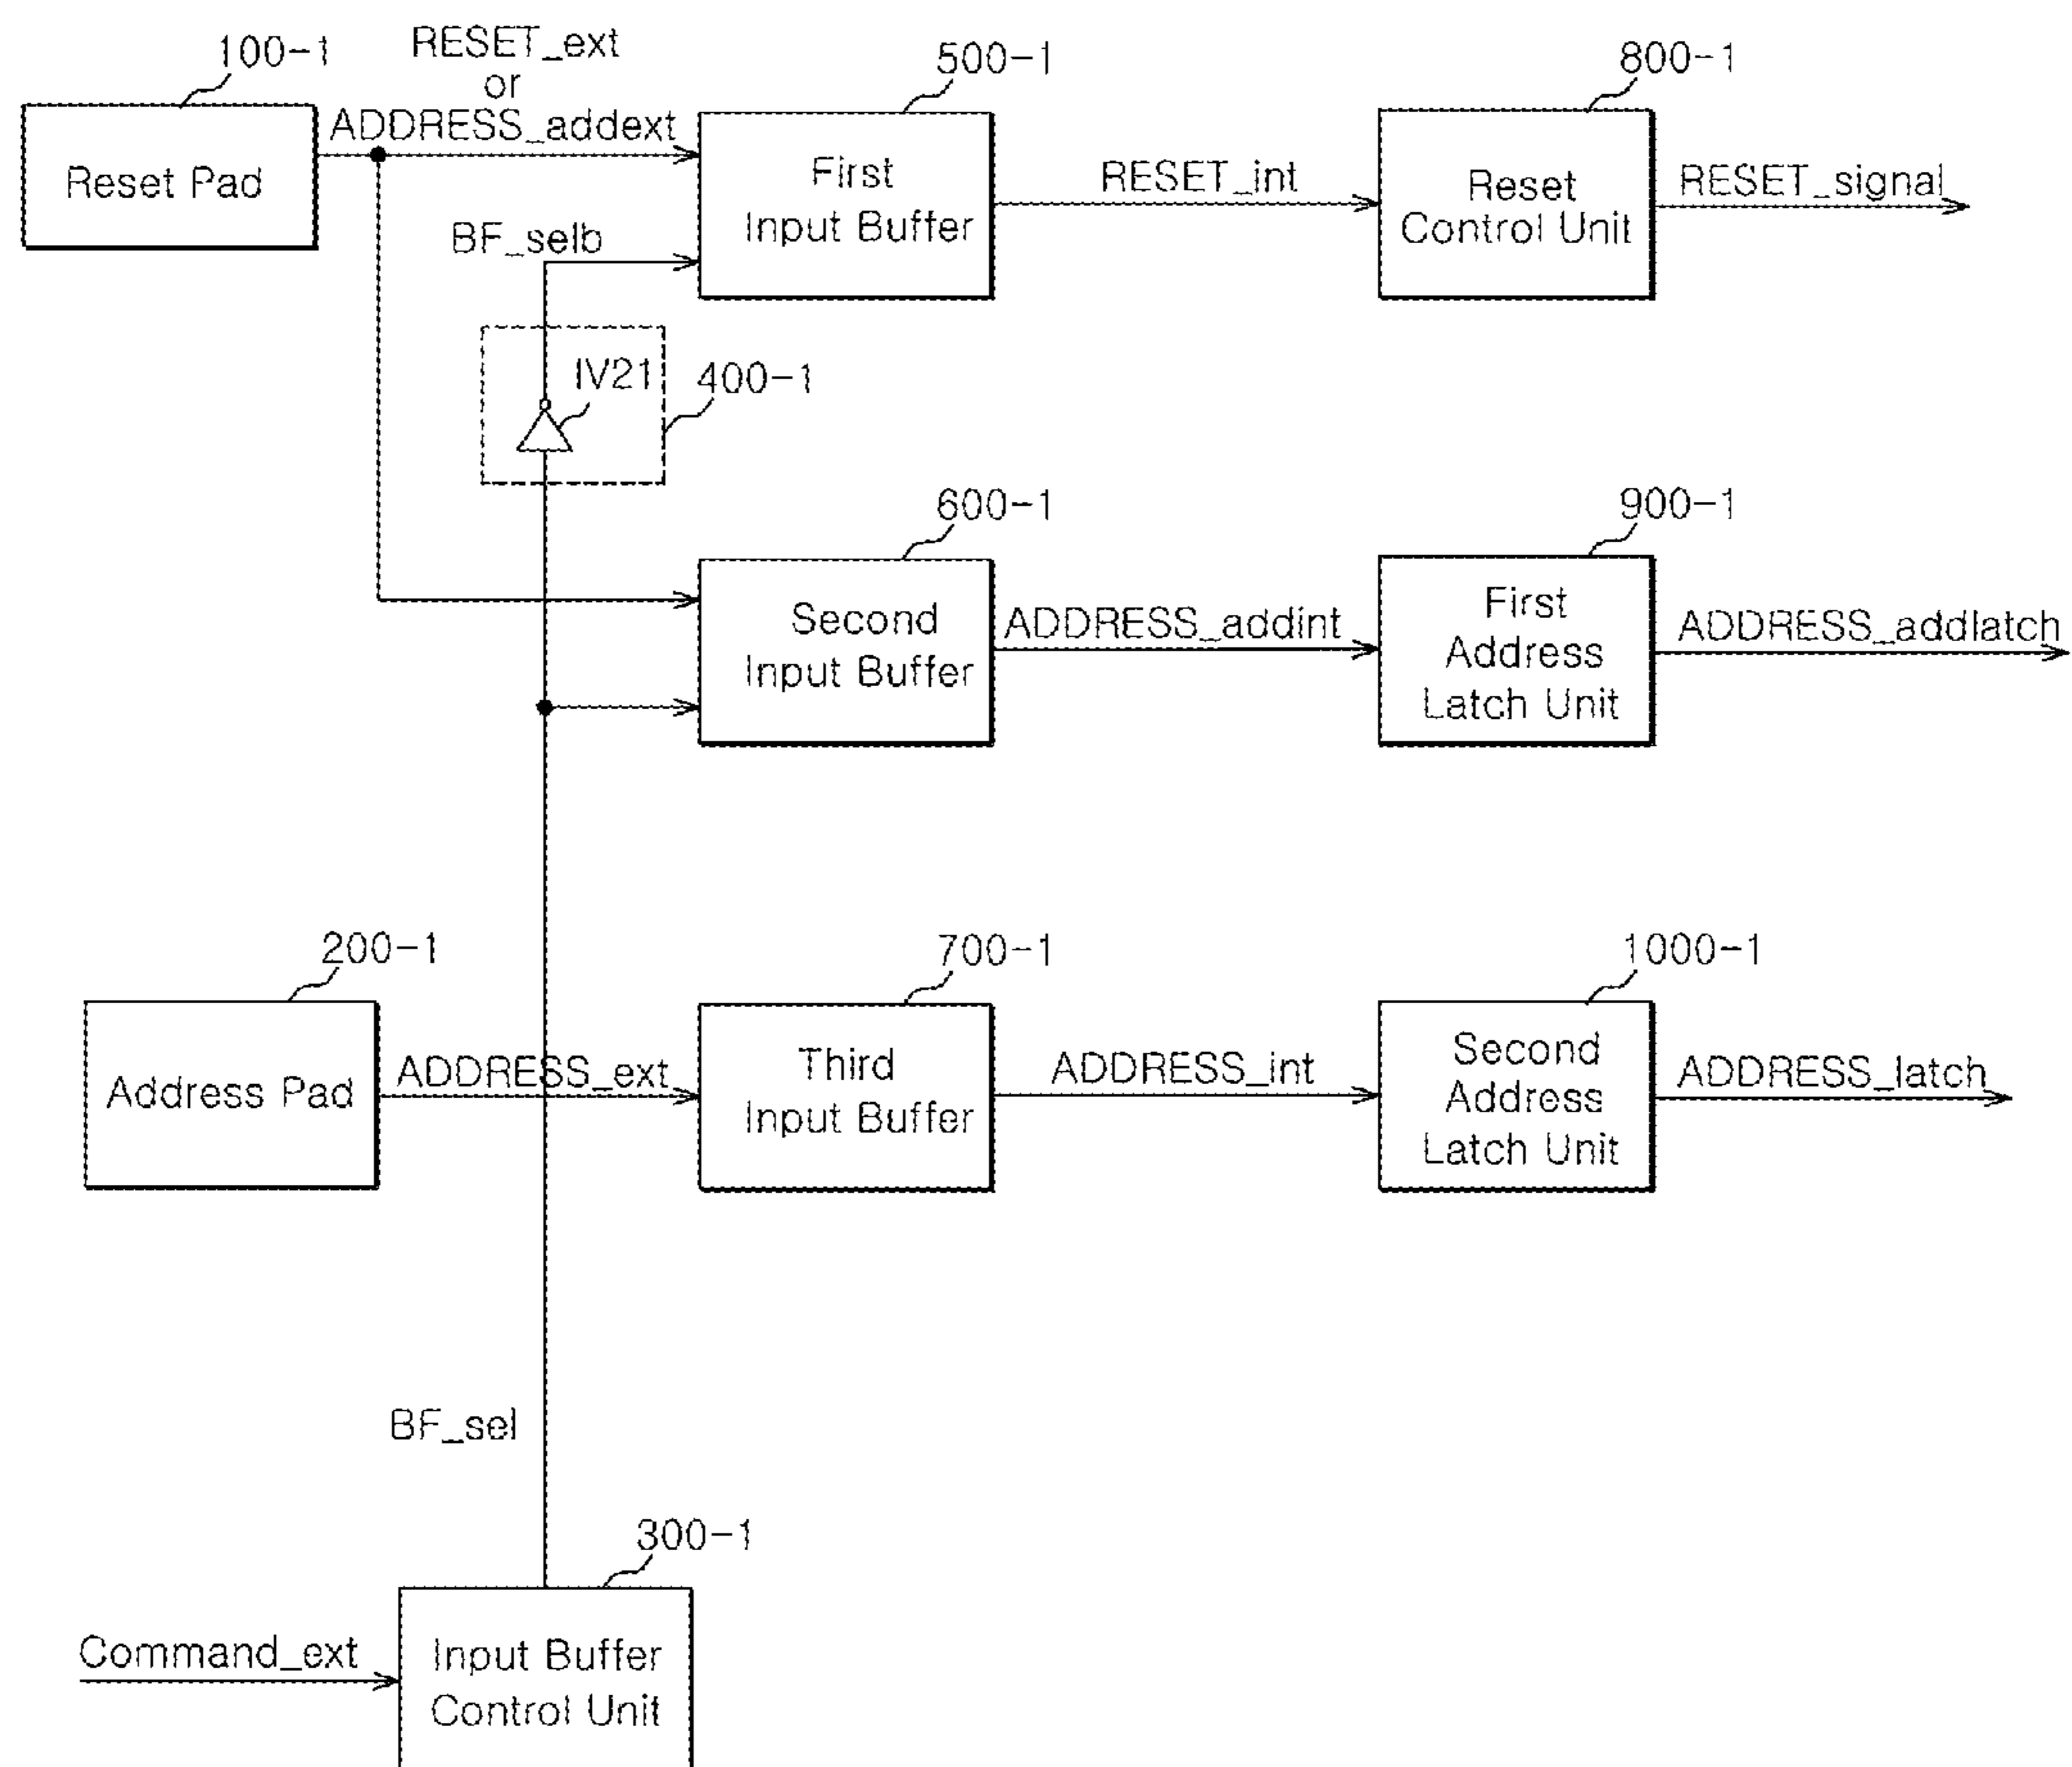 100-1
RESET_ext
or
ADDRESS_addext
500-1
800-1
Reset Pad
First
Input Buffer
RESET_int
Reset
Control Unit
RESET_signal
BF_selb
IV21
400-1
600-1
900-1
Second
Input Buffer
ADDRESS_addint
First
Address
Latch Unit
ADDRESS_addlatch
200-1
700-1
1000-1
Address Pad
ADDRESS_ext
Third
Input Buffer
ADDRESS_int
Second
Address
Latch Unit
ADDRESS_latch
BF_sel
300-1
Command_ext
Input Buffer
Control Unit